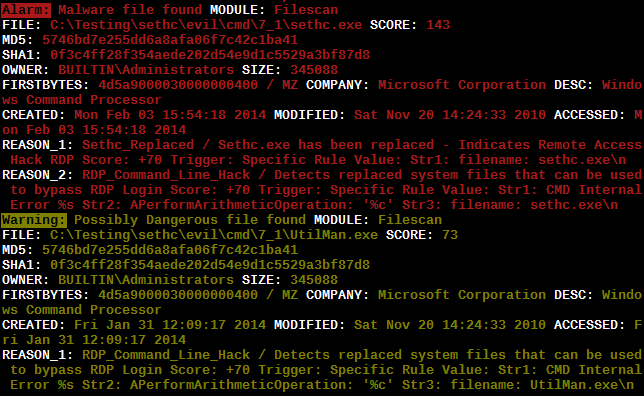 Alarm: Malware file found MODULE: Filescan
FILE: C:\Testing\sethc\evil\cmd\7_1\sethc.exe SCORE: 143
MD5: 5746bd7e255dd6a8afa06f7c42c1ba41
SHA1: 0f3c4ff28f354aede202d54e9d1c5529a3bf87d8
OWNER: BUILTIN\Administrators SIZE: 345088
FIRSTBYTES: 4d5a9000030000000400 / MZ COMPANY: Microsoft Corporation DESC: Windo
ws Command Processor
CREATED: Mon Feb 03 15:54:18 2014 MODIFIED: Sat Nov 20 14:24:33 2010 ACCESSED: M
on Feb 03 15:54:18 2014
REASON_1: Sethc_Replaced / Sethc.exe has been replaced - Indicates Remote Access
Hack RDP Score: +70 Trigger: Specific Rule Value: Str1: filename: sethc.exe\n
REASON_2: RDP_Command_Line_Hack / Detects replaced system files that can be used
to bypass RDP Login Score: +70 Trigger: Specific Rule Value: Str1: CMD Internal
Error %s Str2: APerformArithmeticOperation: '%c' Str3: filename: sethc.exe\n
Warning: Possibly Dangerous file found MODULE: Filescan
FILE: C:\Testing\sethc\evil\cmd\7_1\UtilMan.exe SCORE: 73
MD5: 5746bd7e255dd6a8afa06f7c42c1ba41
SHA1: 0f3c4ff28f354aede202d54e9d1c5529a3bf87d8
OWNER: BUILTIN\Administrators SIZE: 345088
FIRSTBYTES: 4d5a9000030000000400 / MZ COMPANY: Microsoft Corporation DESC: Windo
ws Command Processor
CREATED: Fri Jan 31 12:09:17 2014 MODIFIED: Sat Nov 20 14:24:33 2010 ACCESSED: F
ri Jan 31 12:09:17 2014
REASON_1: RDP_Command_Line_Hack / Detects replaced system files that can be used
to bypass RDP Login Score: +70 Trigger: Specific Rule Value: Str1: CMD Internal
Error %s Str2: APerformArithmeticOperation: '%c' Str3: filename: UtilMan.exe\n